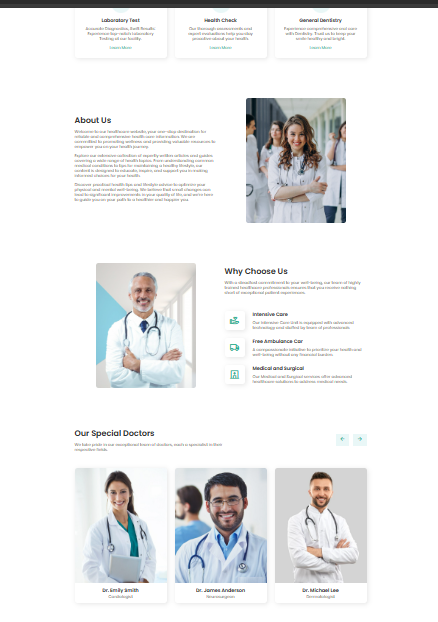 Laboratory Test
Accurate Diagnostics, Swift Results:
Experience top-notch Laboratory
Testing at our facility.
Learn More
Health Check
Our thorough assessments and
expert evaluations help you stay
proactive about your health.
Learn More
General Dentistry
Experience comprehensive oral care
with Dentistry. Trust us to keep your
smile healthy and bright.
Learn More
About Us
Welcome to our healthcare website, your one-stop destination for
reliable and comprehensive health care information. We are
committed to promoting wellness and providing valuable resources to
empower you on your health journey.
Explore our extensive collection of expertly written articles and guides
covering a wide range of health topics. From understanding common
medical conditions to tips for maintaining a healthy lifestyle, our
content is designed to educate, inspire, and support you in making
informed choices for your health.
Discover practical health tips and lifestyle advice to optimize your
physical and mental well-being. We believe that small changes can
lead to significant improvements in your quality of life, and we're here
to guide you on your path to a healthier and happier you.
Why Choose Us
With a steadfast commitment to your well-being, our team of highly
trained healthcare professionals ensures that you receive nothing
short of exceptional patient experiences.
Intensive Care
Our Intensive Care Unit is equipped with advanced
technology and staffed by team of professionals
Free Ambulance Car
A compassionate initiative to prioritize your health and
well-being without any financial burden.
Medical and Surgical
Our Medical and Surgical services offer advanced
healthcare solutions to address medical needs.
Our Special Doctors
We take pride in our exceptional team of doctors, each a specialist in their
respective fields.
Dr. Emily Smith
Cardiologist
Dr. James Anderson
Neurosurgeon
Dr. Michael Lee
Dermatologist